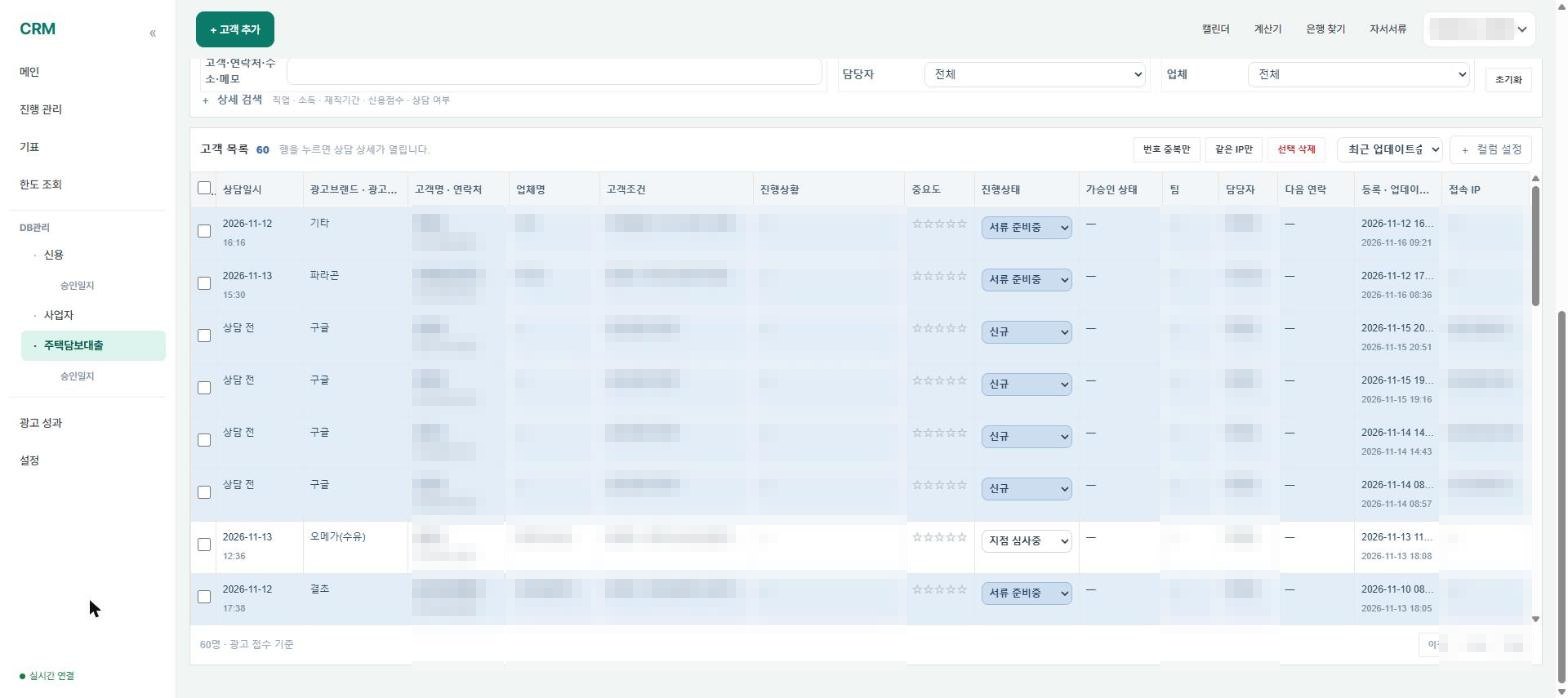 CRM
«
메인
진행 관리
기표
한도 조회
DB관리
· 신용
승인일지
· 사업자
· 주택담보대출
승인일지
광고 성과
설정
실시간 연결
+ 고객 추가
캘린더 계산기 은행 찾기 자서류
고객·연락처·주
소·메모
담당자 전체 업체 전체 초기화
+ 상세 검색 직업 · 소득 · 재직기간 · 신용점수 · 상담 여부
고객 목록 60 행을 누르면 상담 상세가 열립니다. 번호 중복만 같은 IP만 선택 삭제 최근 업데이트순 + 컬럼 설정
상담일시 광고브랜드 · 광고... 고객명 · 연락처 업체명 고객조건 진행상황 중요도 진행상태 가승인 상태 팀 담당자 다음 연락 등록 · 업데이... 접속 IP
2026-11-12 기타 ☆☆☆☆☆ 서류 준비중 — — 2026-11-12 16...
16:16 2026-11-16 09:21
2026-11-13 파라곤 ☆☆☆☆☆ 서류 준비중 — — 2026-11-12 17...
15:30 2026-11-16 08:36
상담 전 구글 ☆☆☆☆☆ 신규 — — 2026-11-15 20...
2026-11-15 20:51
상담 전 구글 ☆☆☆☆☆ 신규 — — 2026-11-15 19...
2026-11-15 19:16
상담 전 구글 ☆☆☆☆☆ 신규 — — 2026-11-14 14...
2026-11-14 14:43
상담 전 구글 ☆☆☆☆☆ 신규 — — 2026-11-14 08...
2026-11-14 08:57
2026-11-13 오메가(수유) ☆☆☆☆☆ 지점 심사중 — — 2026-11-13 11...
12:36 2026-11-13 18:08
2026-11-12 결초 ☆☆☆☆☆ 서류 준비중 — — 2026-11-10 08...
17:38 2026-11-13 18:05
60명 · 광고 접수 기준